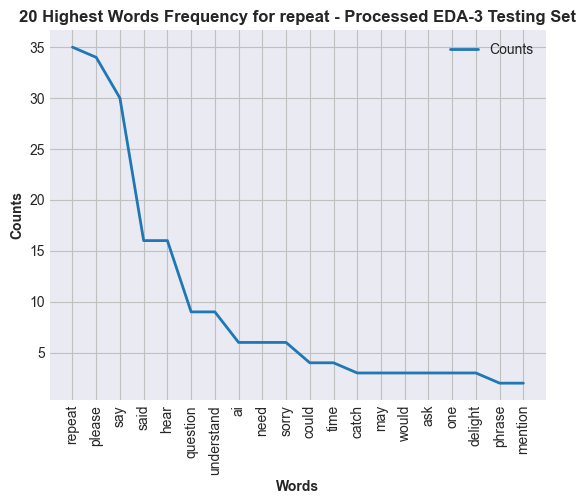 20 Highest Words Frequency for repeat - Processed EDA-3 Testing Set
Counts
35
30
25
20
15
10
5
Counts
repeat
please
say
said
hear
question
understand
ai
need
sorry
could
time
catch
may
would
ask
one
delight
phrase
mention
Words